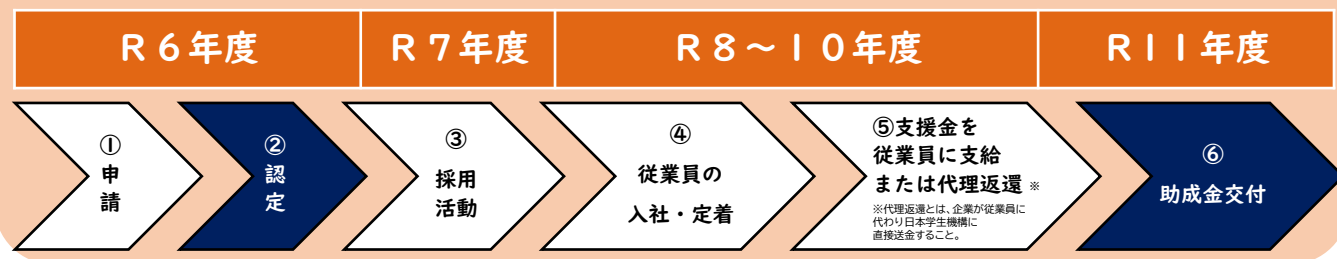 R6年度
R7年度
R8～10年度
R11年度
①
申
請
②
認
定
③
採用
活動
④
従業員の
入社・定着
⑤支援金を
従業員に支給
または代理返還 ※
※代理返還とは、企業が従業員に
代わり日本学生機構に
直接送金すること。
⑥
助成金交付